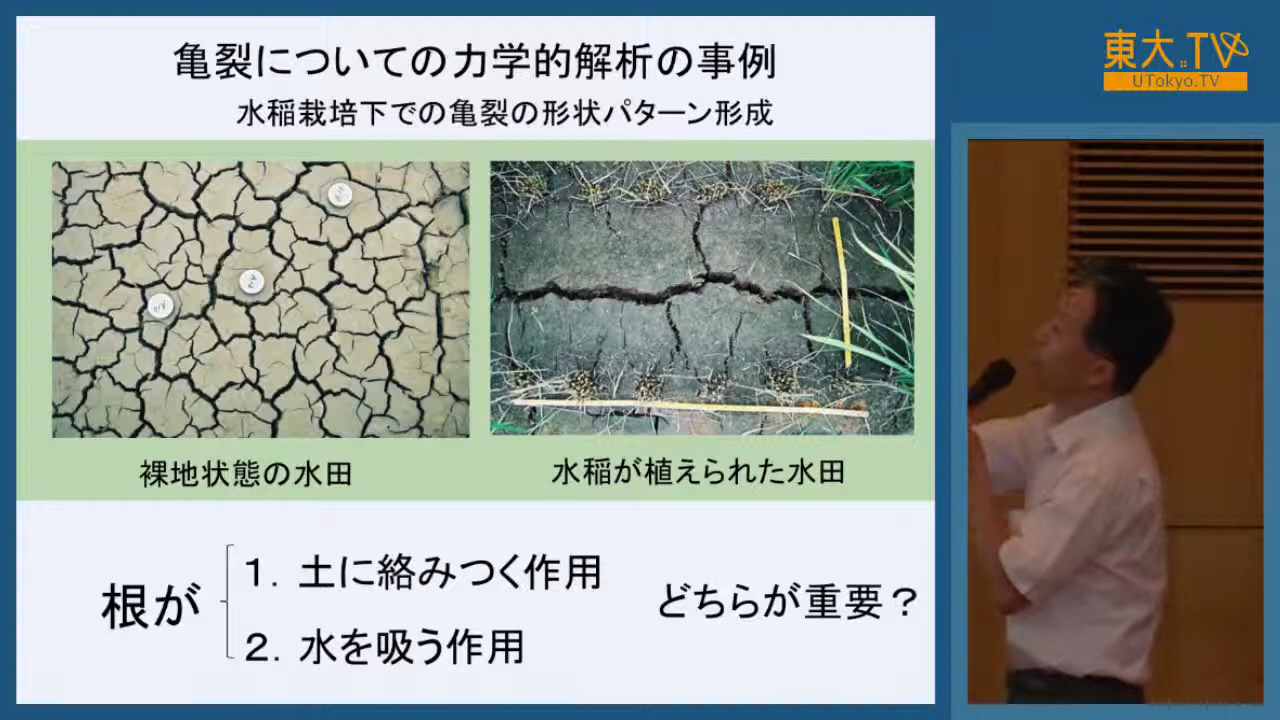 亀裂についての力学的解析の事例
水稲栽培下での亀裂の形状パターン形成
裸地状態の水田
水稲が植えられた水田
根が
1. 土に絡みつく作用
2. 水を吸う作用
どちらが重要？
東大.TV
UTokyo.TV